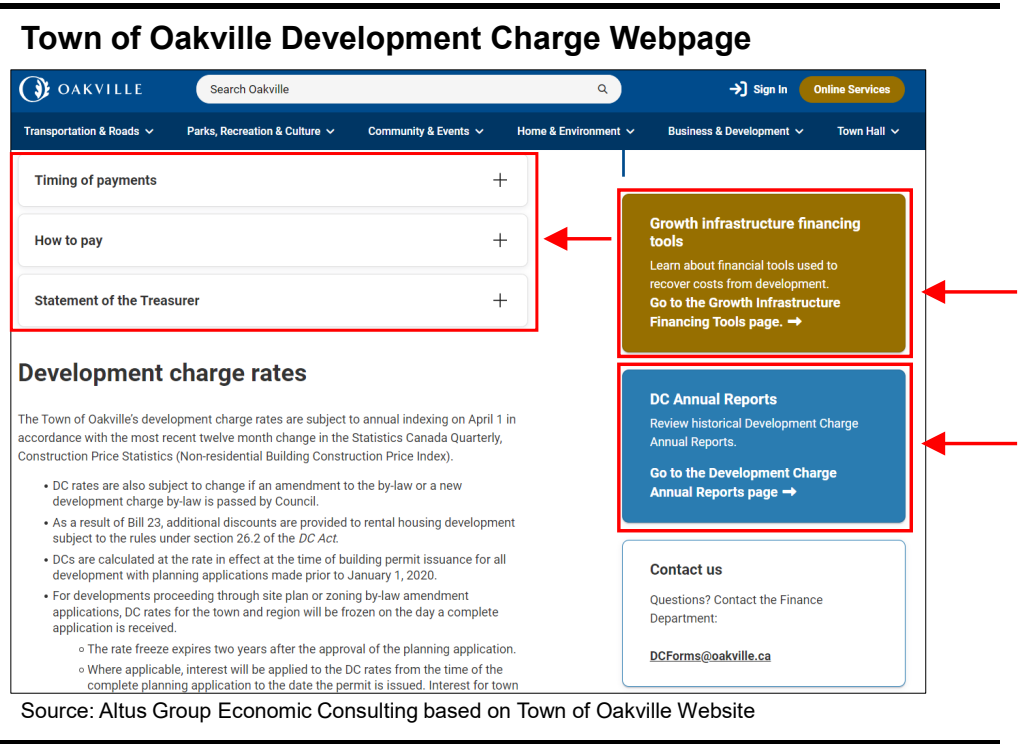 Town of Oakville Development Charge Webpage
OAKVILLE
Search Oakville
Sign In
Online Services
Transportation & Roads
Parks, Recreation & Culture
Community & Events
Home & Environment
Business & Development
Town Hall
Timing of payments
How to pay
Statement of the Treasurer
Development charge rates
The Town of Oakville's development charge rates are subject to annual indexing on April 1 in
accordance with the most recent twelve month change in the Statistics Canada Quarterly,
Construction Price Statistics (Non-residential Building Construction Price Index).
• DC rates are also subject to change if an amendment to the by-law or a new
development charge by-law is passed by Council.
• As a result of Bill 23, additional discounts are provided to rental housing development
subject to the rules under section 26.2 of the DC Act.
• DCs are calculated at the rate in effect at the time of building permit issuance for all
development with planning applications made prior to January 1, 2020.
• For developments proceeding through site plan or zoning by-law amendment
applications, DC rates for the town and region will be frozen on the day a complete
application is received.
○ The rate freeze expires two years after the approval of the planning application.
○ Where applicable, interest will be applied to the DC rates from the time of the
complete planning application to the date the permit is issued. Interest for town
Growth infrastructure financing
tools
Learn about financial tools used to
recover costs from development.
Go to the Growth Infrastructure
Financing Tools page. →
DC Annual Reports
Review historical Development Charge
Annual Reports.
Go to the Development Charge
Annual Reports page →
Contact us
Questions? Contact the Finance
Department:
DCForms@oakville.ca
Source: Altus Group Economic Consulting based on Town of Oakville Website